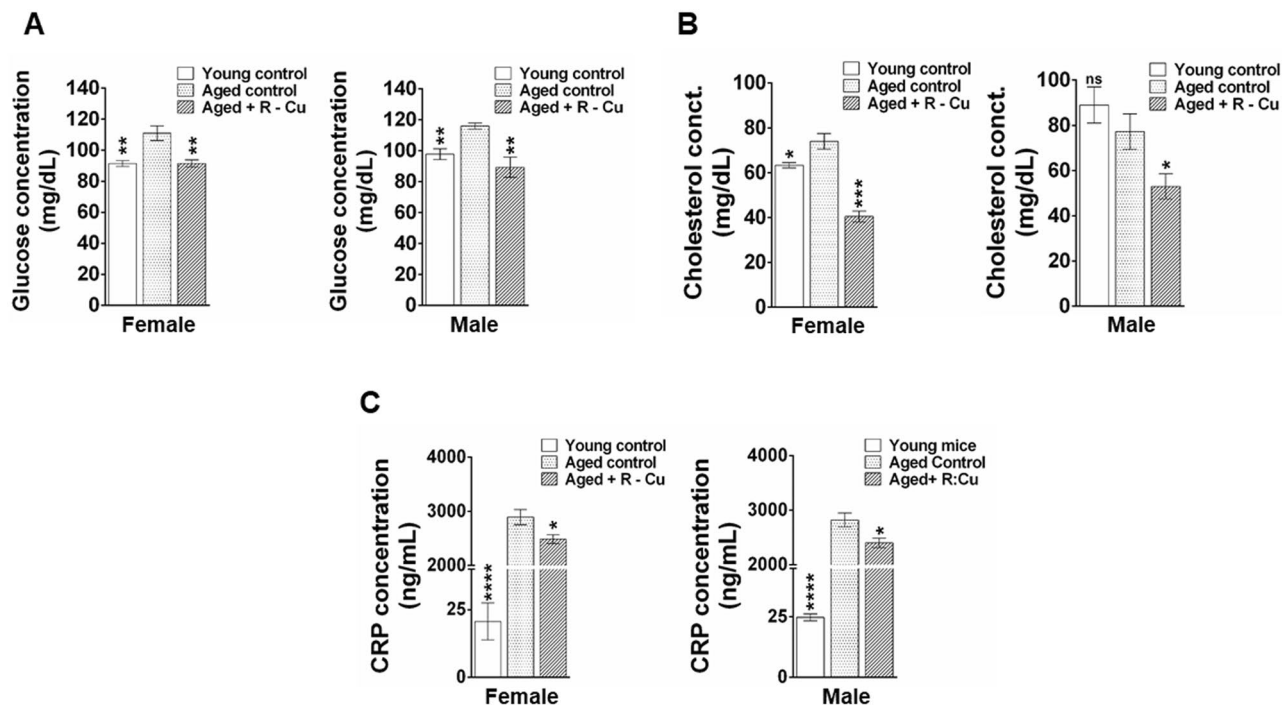 A
Glucose concentration
(mg/dL)
140
120
100
80
60
40
20
0
Young control
Aged control
Aged + R - Cu
**
**
Female
Glucose concentration
(mg/dL)
140
120
100
80
60
40
20
0
Young control
Aged control
Aged + R - Cu
**
**
Male
B
Cholesterol conct.
(mg/dL)
100
80
60
40
20
0
Young control
Aged control
Aged + R - Cu
*
***
Female
Cholesterol conct.
(mg/dL)
100
80
60
40
20
0
Young control
Aged control
Aged + R - Cu
ns
*
Male
C
CRP concentration
(ng/mL)
4000
3000
2000
25
0
Young control
Aged control
Aged + R - Cu
****
*
Female
CRP concentration
(ng/mL)
4000
3000
2000
25
0
Young mice
Aged Control
Aged+ R:Cu
****
*
Male